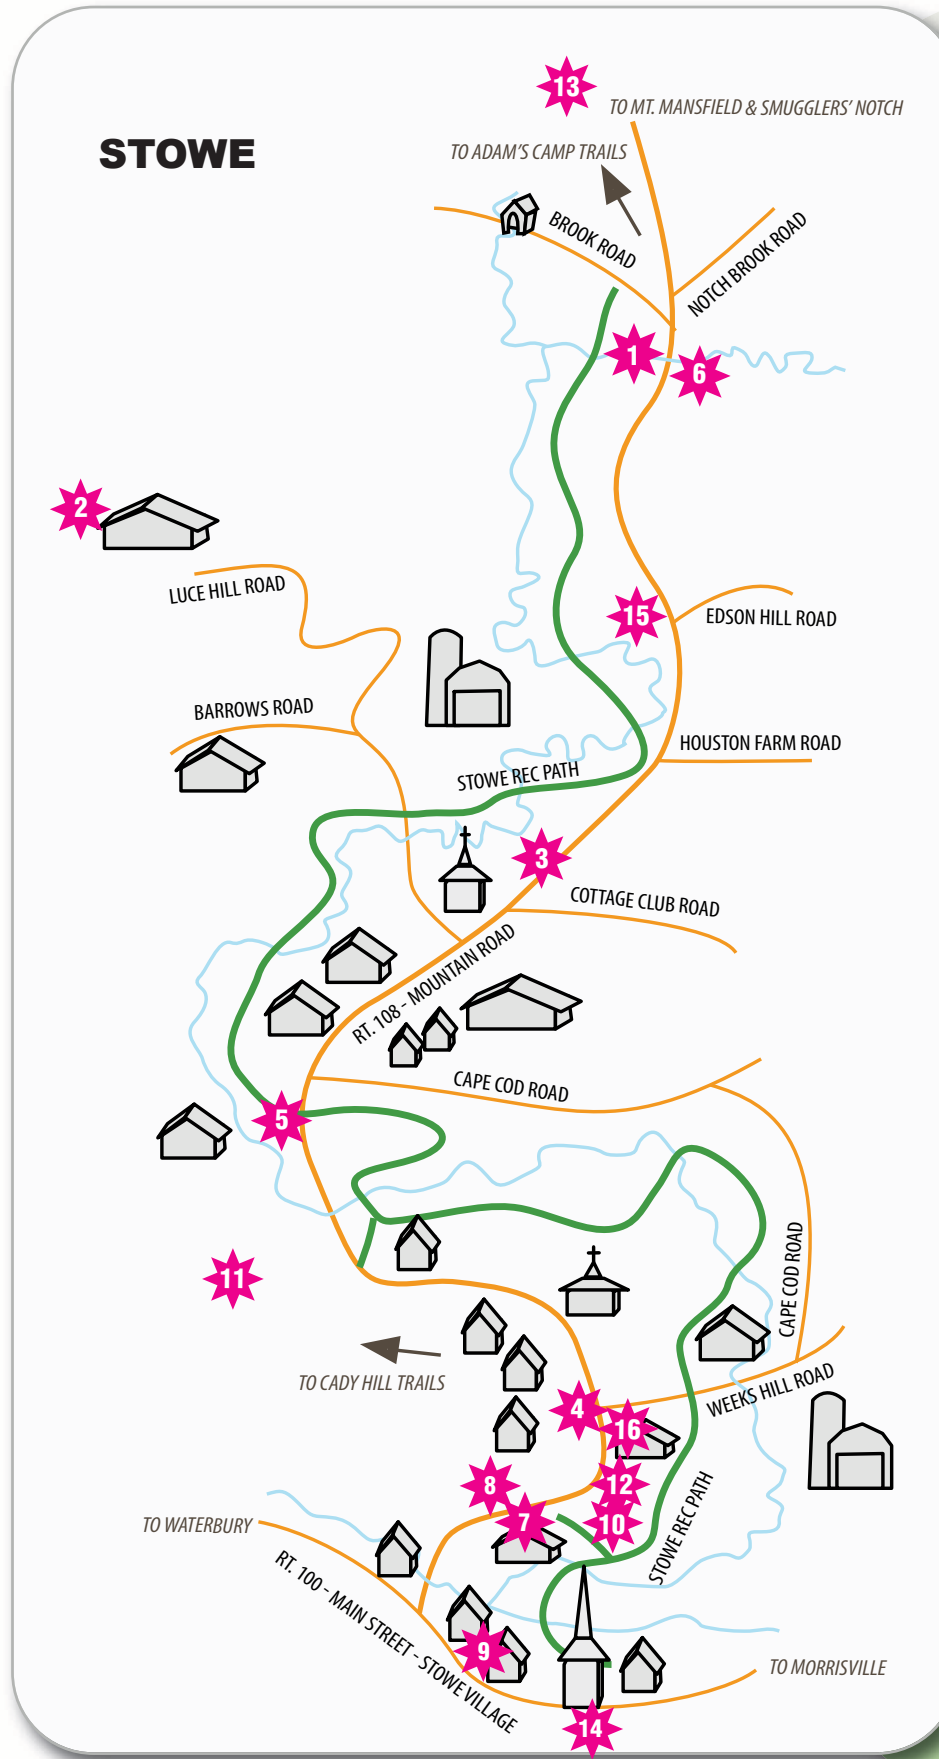 13
TO MT. MANSFIELD & SMUGGLERS' NOTCH
STOWE
TO ADAM'S CAMP TRAILS
BROOK ROAD
NOTCH BROOK ROAD
1
6
2
LUCE HILL ROAD
15
EDSON HILL ROAD
BARROWS ROAD
HOUSTON FARM ROAD
STOWE REC PATH
3
COTTAGE CLUB ROAD
RT. 108 - MOUNTAIN ROAD
CAPE COD ROAD
5
11
CAPE COD ROAD
TO CADY HILL TRAILS
WEEKS HILL ROAD
4
16
8
12
7
10
STOWE REC PATH
TO WATERBURY
RT. 100 - MAIN STREET - STOWE VILLAGE
9
TO MORRISVILLE
14